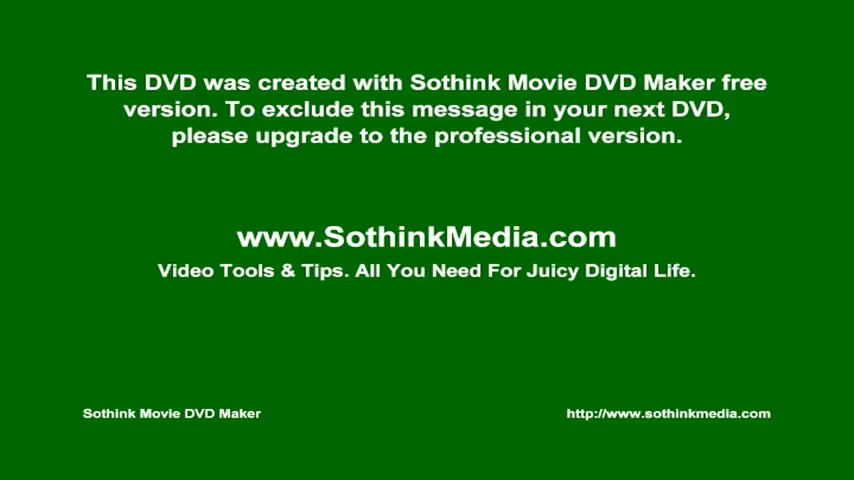 This DVD was created with Sothink Movie DVD Maker free
version. To exclude this message in your next DVD,
please upgrade to the professional version.
www.SothinkMedia.com
Video Tools & Tips. All You Need For Juicy Digital Life.
Sothink Movie DVD Maker
http://www.sothinkmedia.com